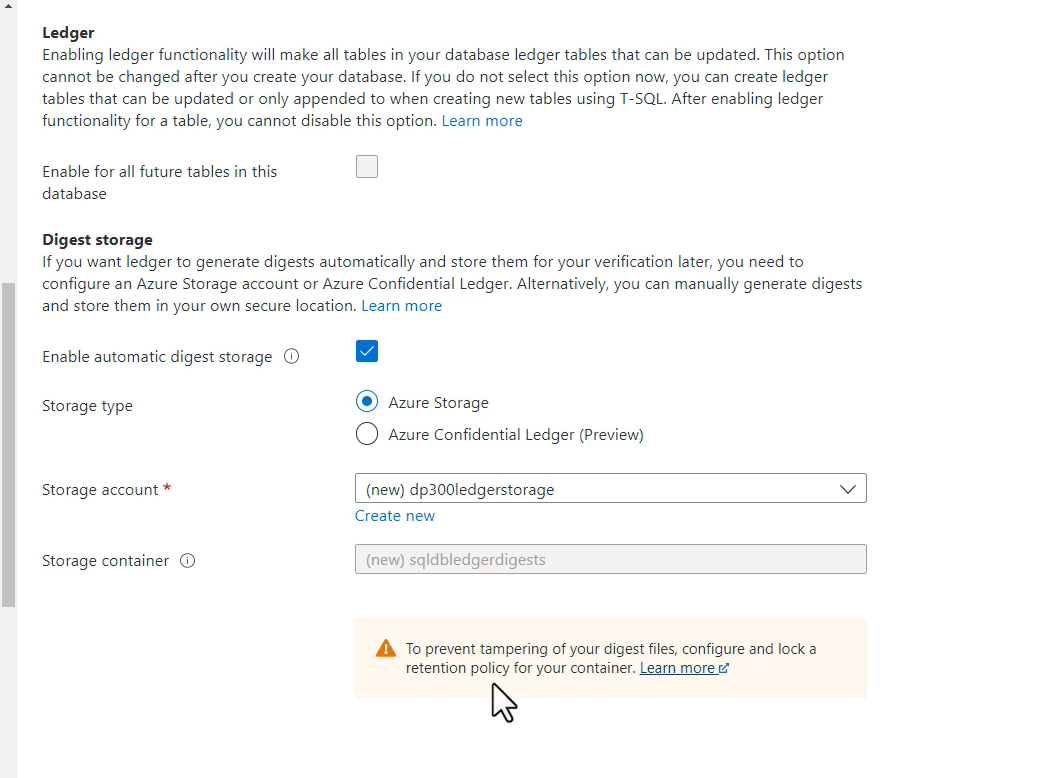 Ledger
Enabling ledger functionality will make all tables in your database ledger tables that can be updated. This option
cannot be changed after you create your database. If you do not select this option now, you can create ledger
tables that can be updated or only appended to when creating new tables using T-SQL. After enabling ledger
functionality for a table, you cannot disable this option. Learn more
Enable for all future tables in this
database
Digest storage
If you want ledger to generate digests automatically and store them for your verification later, you need to
configure an Azure Storage account or Azure Confidential Ledger. Alternatively, you can manually generate digests
and store them in your own secure location. Learn more
Enable automatic digest storage
Storage type
Azure Storage
Azure Confidential Ledger (Preview)
Storage account *
(new) dp300ledgerstorage
Create new
Storage container
(new) sqldbledgerdigests
To prevent tampering of your digest files, configure and lock a
retention policy for your container. Learn more